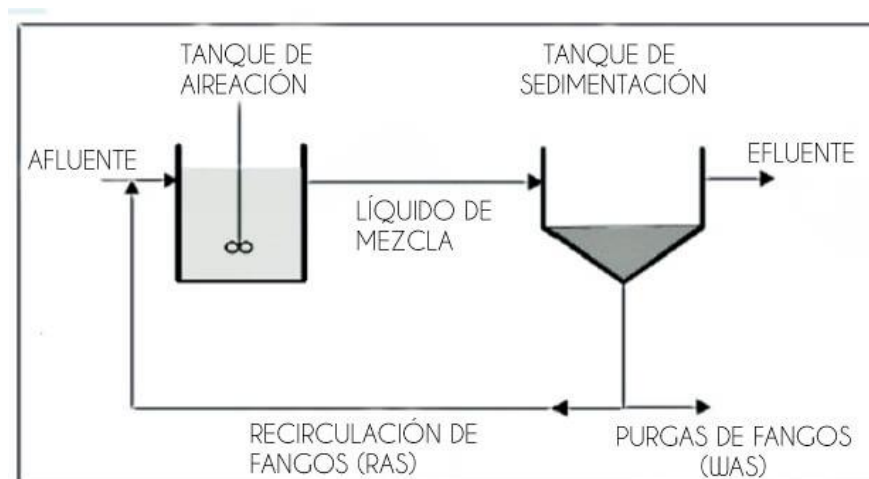 TANQUE DE
AIREACIÓN
TANQUE DE
SEDIMENTACIÓN
AFLUENTE
EFLUENTE
LÍQUIDO DE
MEZCLA
RECIRCULACIÓN DE
FANGOS (RAS)
PURGAS DE FANGOS
(WAS)